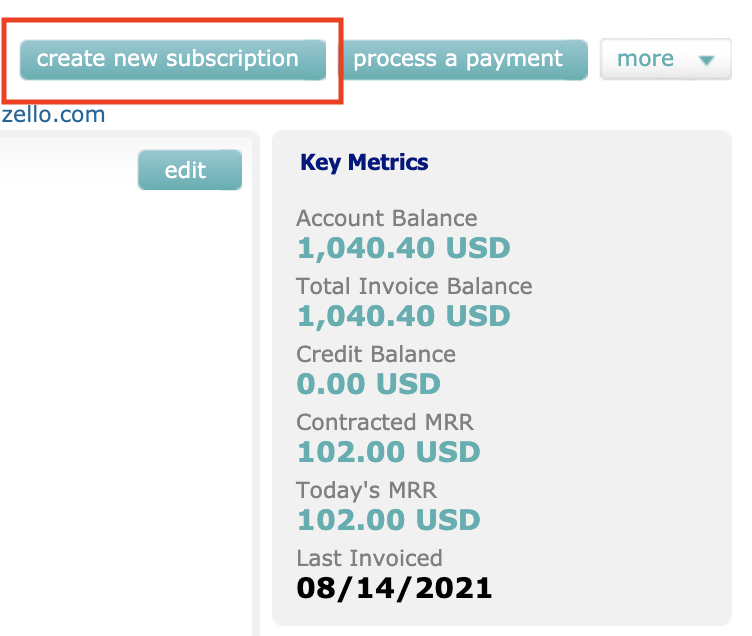 create new subscription
process a payment
more
zello.com
edit
Key Metrics
Account Balance
1,040.40 USD
Total Invoice Balance
1,040.40 USD
Credit Balance
0.00 USD
Contracted MRR
102.00 USD
Today's MRR
102.00 USD
Last Invoiced
08/14/2021